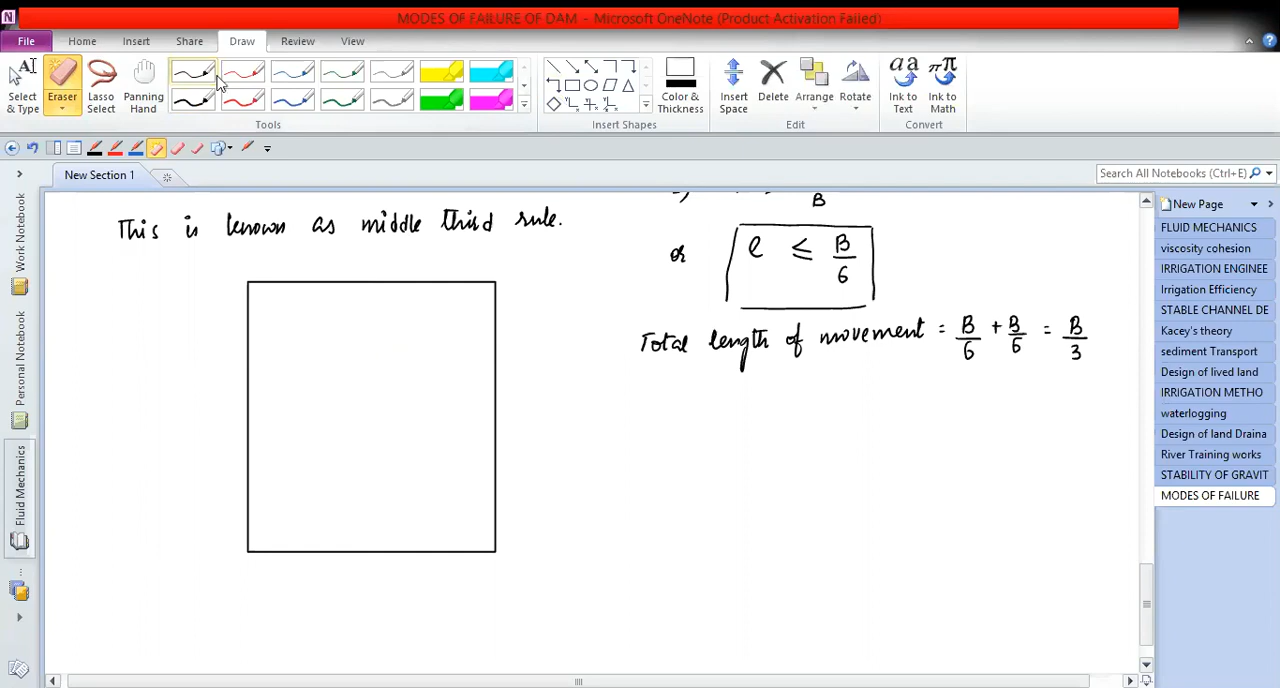 MODES OF FAILURE OF DAM - Microsoft OneNote (Product Activation Failed)
File Home Insert Share Draw Review View
Select & Type
Eraser
Lasso Select
Panning Hand
Color & Thickness
Insert Space
Delete
Arrange
Rotate
Ink to Text
Ink to Math
Tools
Insert Shapes
Edit
Convert
New Section 1
Search All Notebooks (Ctrl+E)
Work Notebook
Personal Notebook
Fluid Mechanics
New Page
FLUID MECHANICS
viscosity cohesion
IRRIGATION ENGINEE
Irrigation Efficiency
STABLE CHANNEL DE
Kacey's theory
sediment Transport
Design of lived land
IRRIGATION METHO
waterlogging
Design of land Draina
River Training works
STABILITY OF GRAVIT
MODES OF FAILURE
This is known as middle third rule.
B
or e ≤ B/6
Total length of movement = B/6 + B/6 = B/3